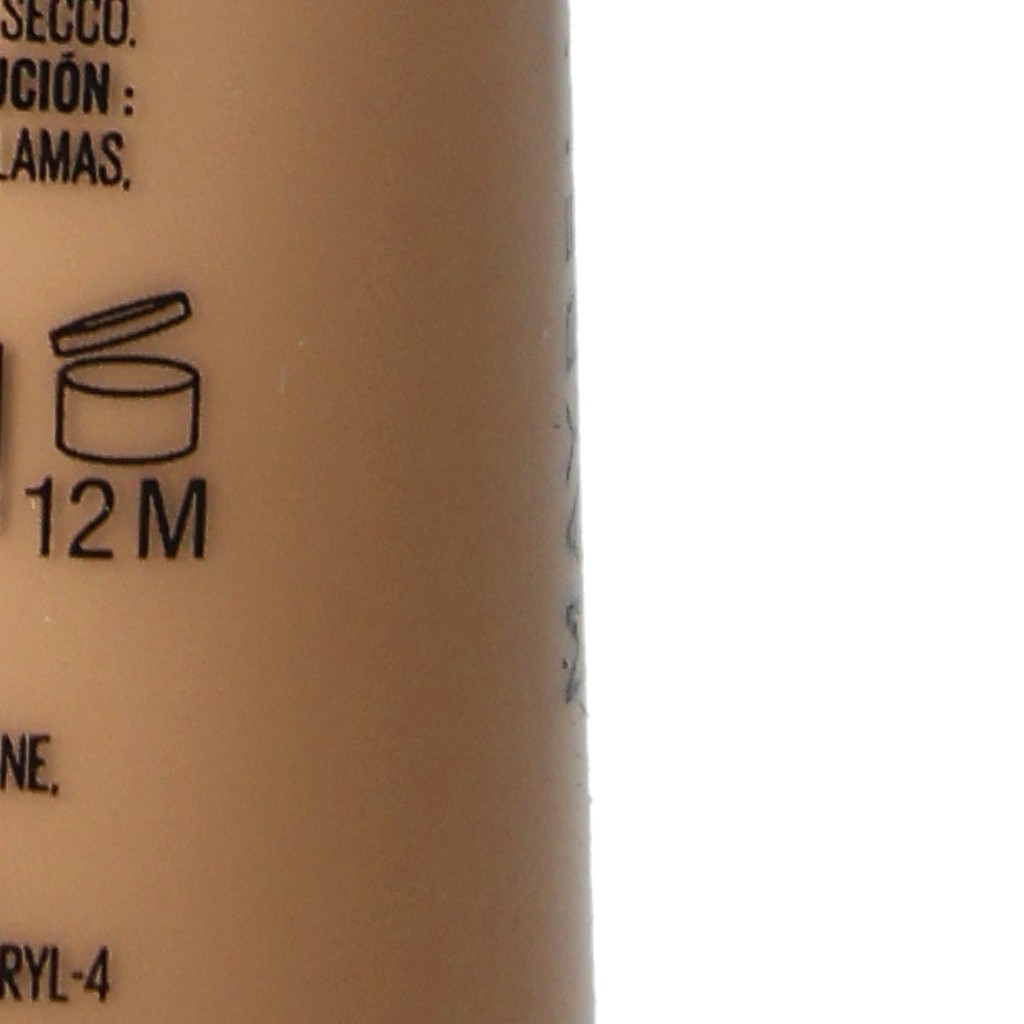 SECCO.
UCIÓN :
LAMAS,
12 M
NE,
RYL-4